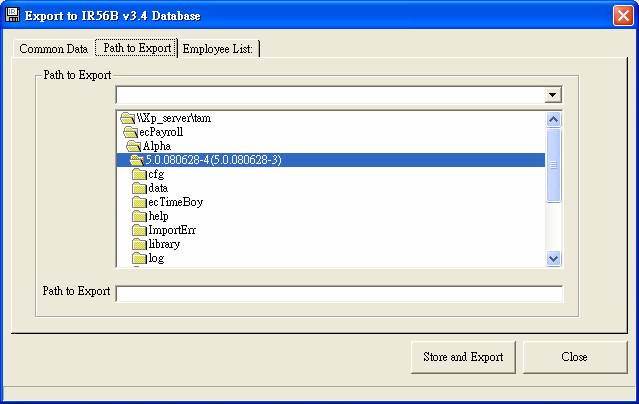 Export to IR56B v3.4 Database
Common Data Path to Export Employee List:
Path to Export
\\Xp_server\tam
ecPayroll
Alpha
5.0.080628-4(5.0.080628-3)
cfg
data
ecTimeBoy
help
ImportErr
library
log
Path to Export
Store and Export Close